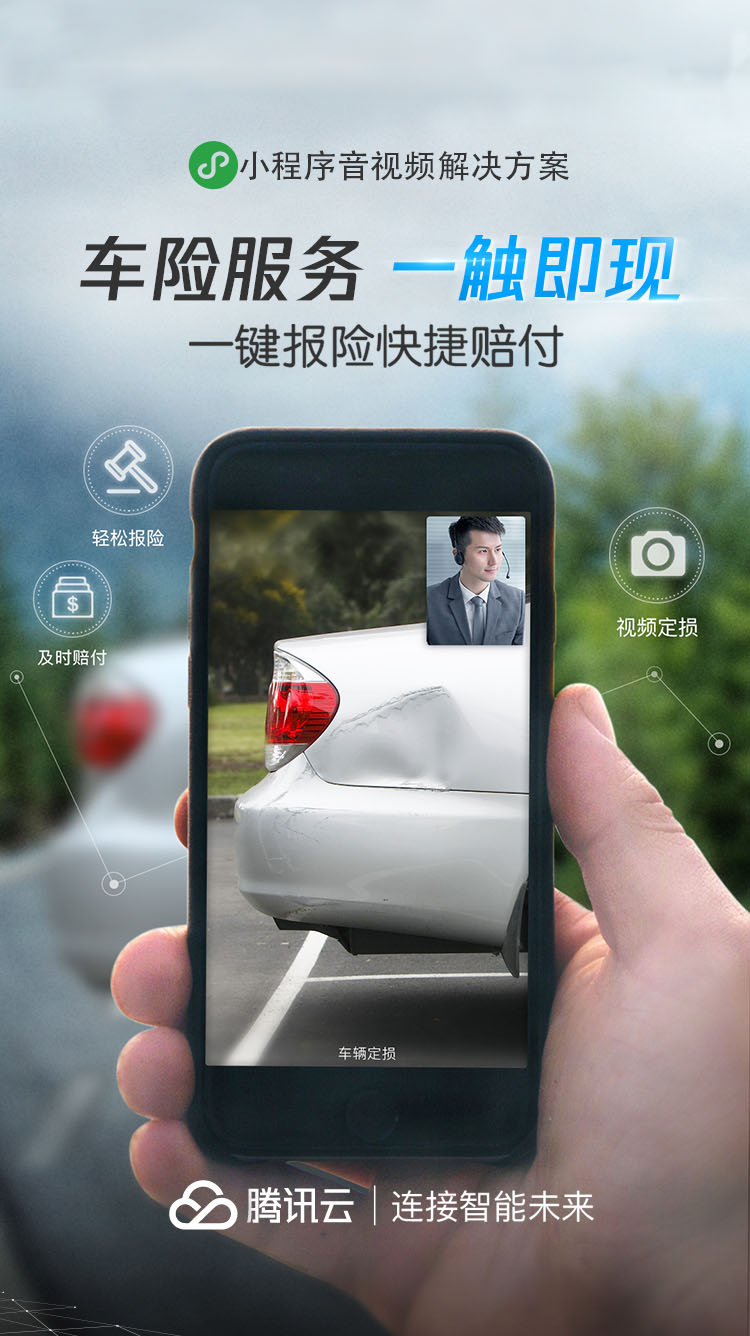 小程序音视频解决方案
车险服务 一触即现
一键报险快捷赔付
轻松报险
及时赔付
视频定损
车辆定损
腾讯云 | 连接智能未来